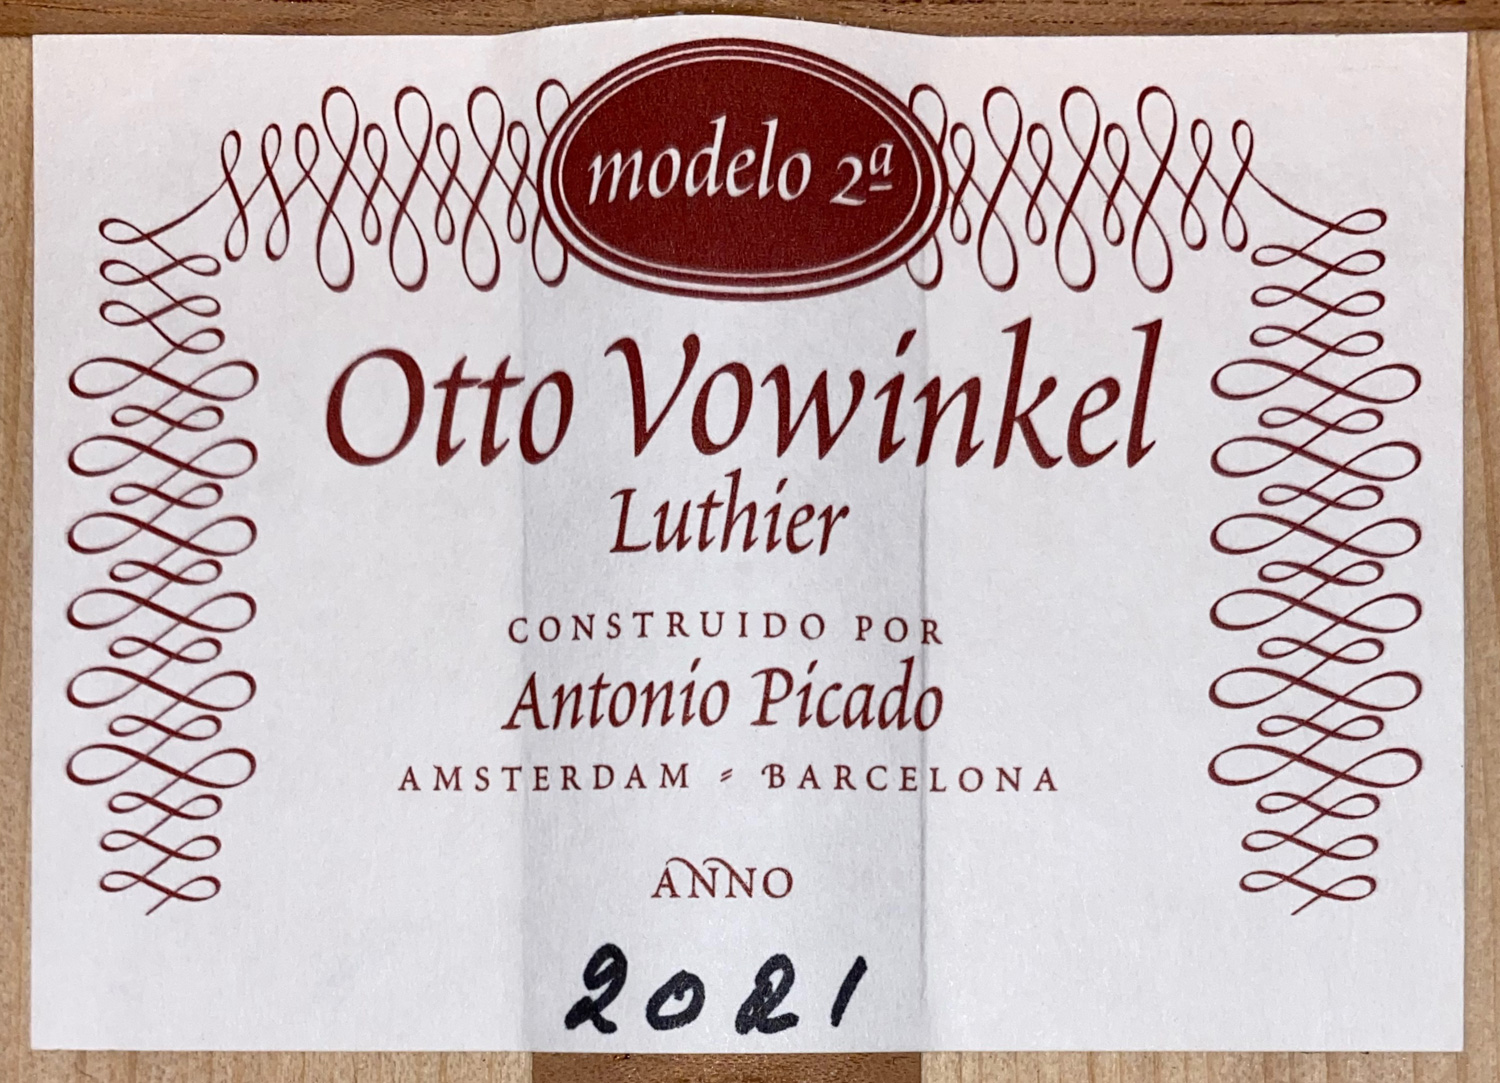 modelo 2ª
Otto Vowinkel
Luthier
CONSTRUIDO POR
Antonio Picado
AMSTERDAM = BARCELONA
ANNO
2021